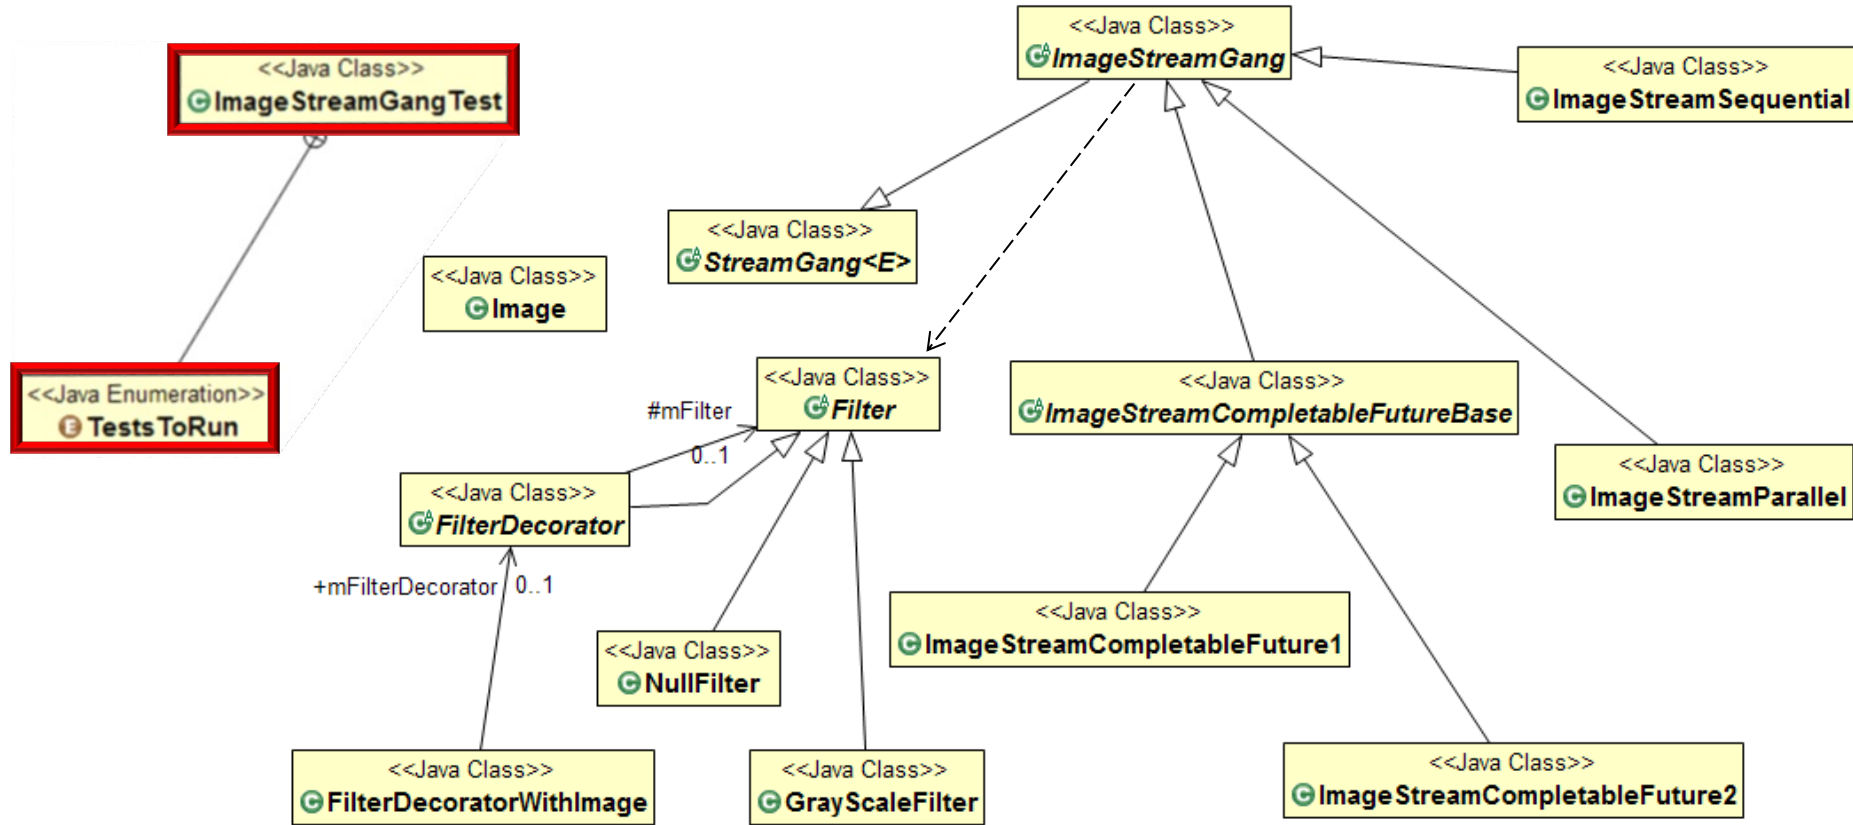 <<Java Class>>
ImageStreamGang
<<Java Class>>
ImageStreamGangTest
<<Java Class>>
ImageStreamSequential
<<Java Class>>
StreamGang<E>
<<Java Class>>
Image
<<Java Class>>
Filter
<<Java Class>>
ImageStreamCompletableFutureBase
<<Java Enumeration>>
TestsToRun
#mFilter
0..1
<<Java Class>>
ImageStreamParallel
<<Java Class>>
FilterDecorator
+mFilterDecorator
0..1
<<Java Class>>
ImageStreamCompletableFuture1
<<Java Class>>
NullFilter
<<Java Class>>
FilterDecoratorWithImage
<<Java Class>>
GrayScaleFilter
<<Java Class>>
ImageStreamCompletableFuture2